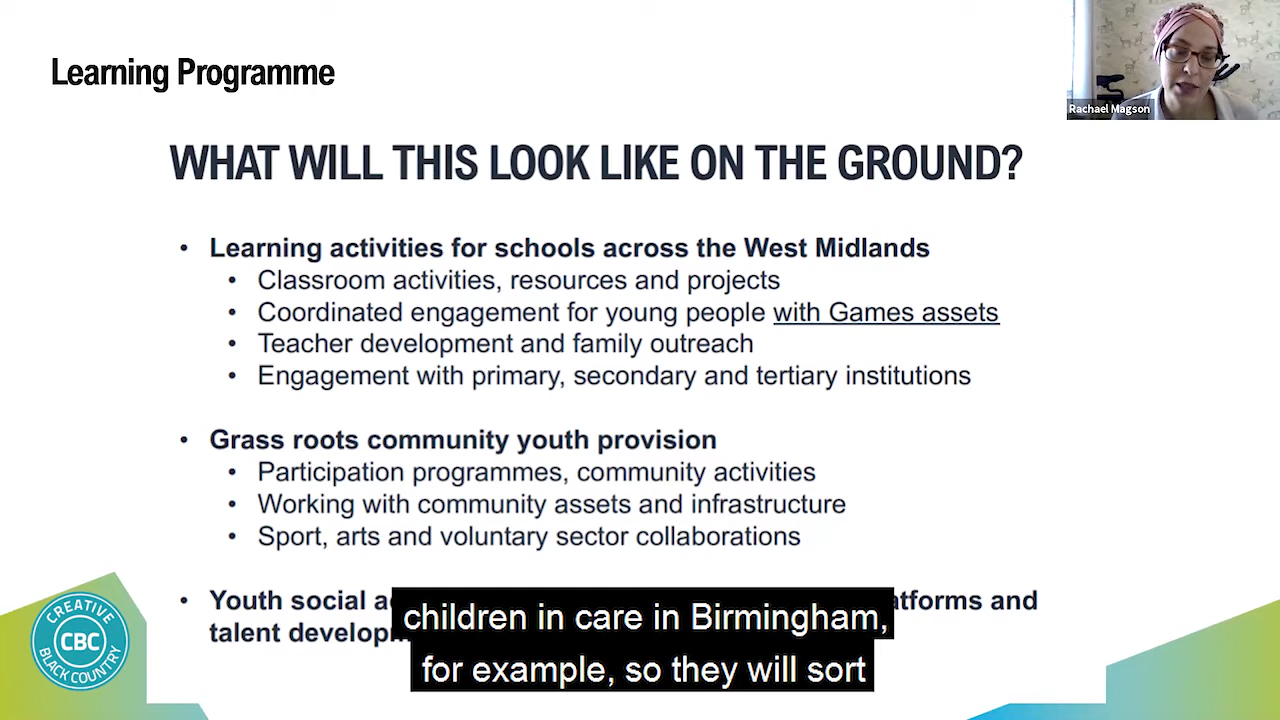 Learning Programme
Rachael Magson
WHAT WILL THIS LOOK LIKE ON THE GROUND?
• Learning activities for schools across the West Midlands
• Classroom activities, resources and projects
• Coordinated engagement for young people with Games assets
• Teacher development and family outreach
• Engagement with primary, secondary and tertiary institutions
• Grass roots community youth provision
• Participation programmes, community activities
• Working with community assets and infrastructure
• Sport, arts and voluntary sector collaborations
• Youth social and
talent
children in care in Birmingham,
for example, so they will sort
CREATIVE
CBC
BLACK COUNTRY